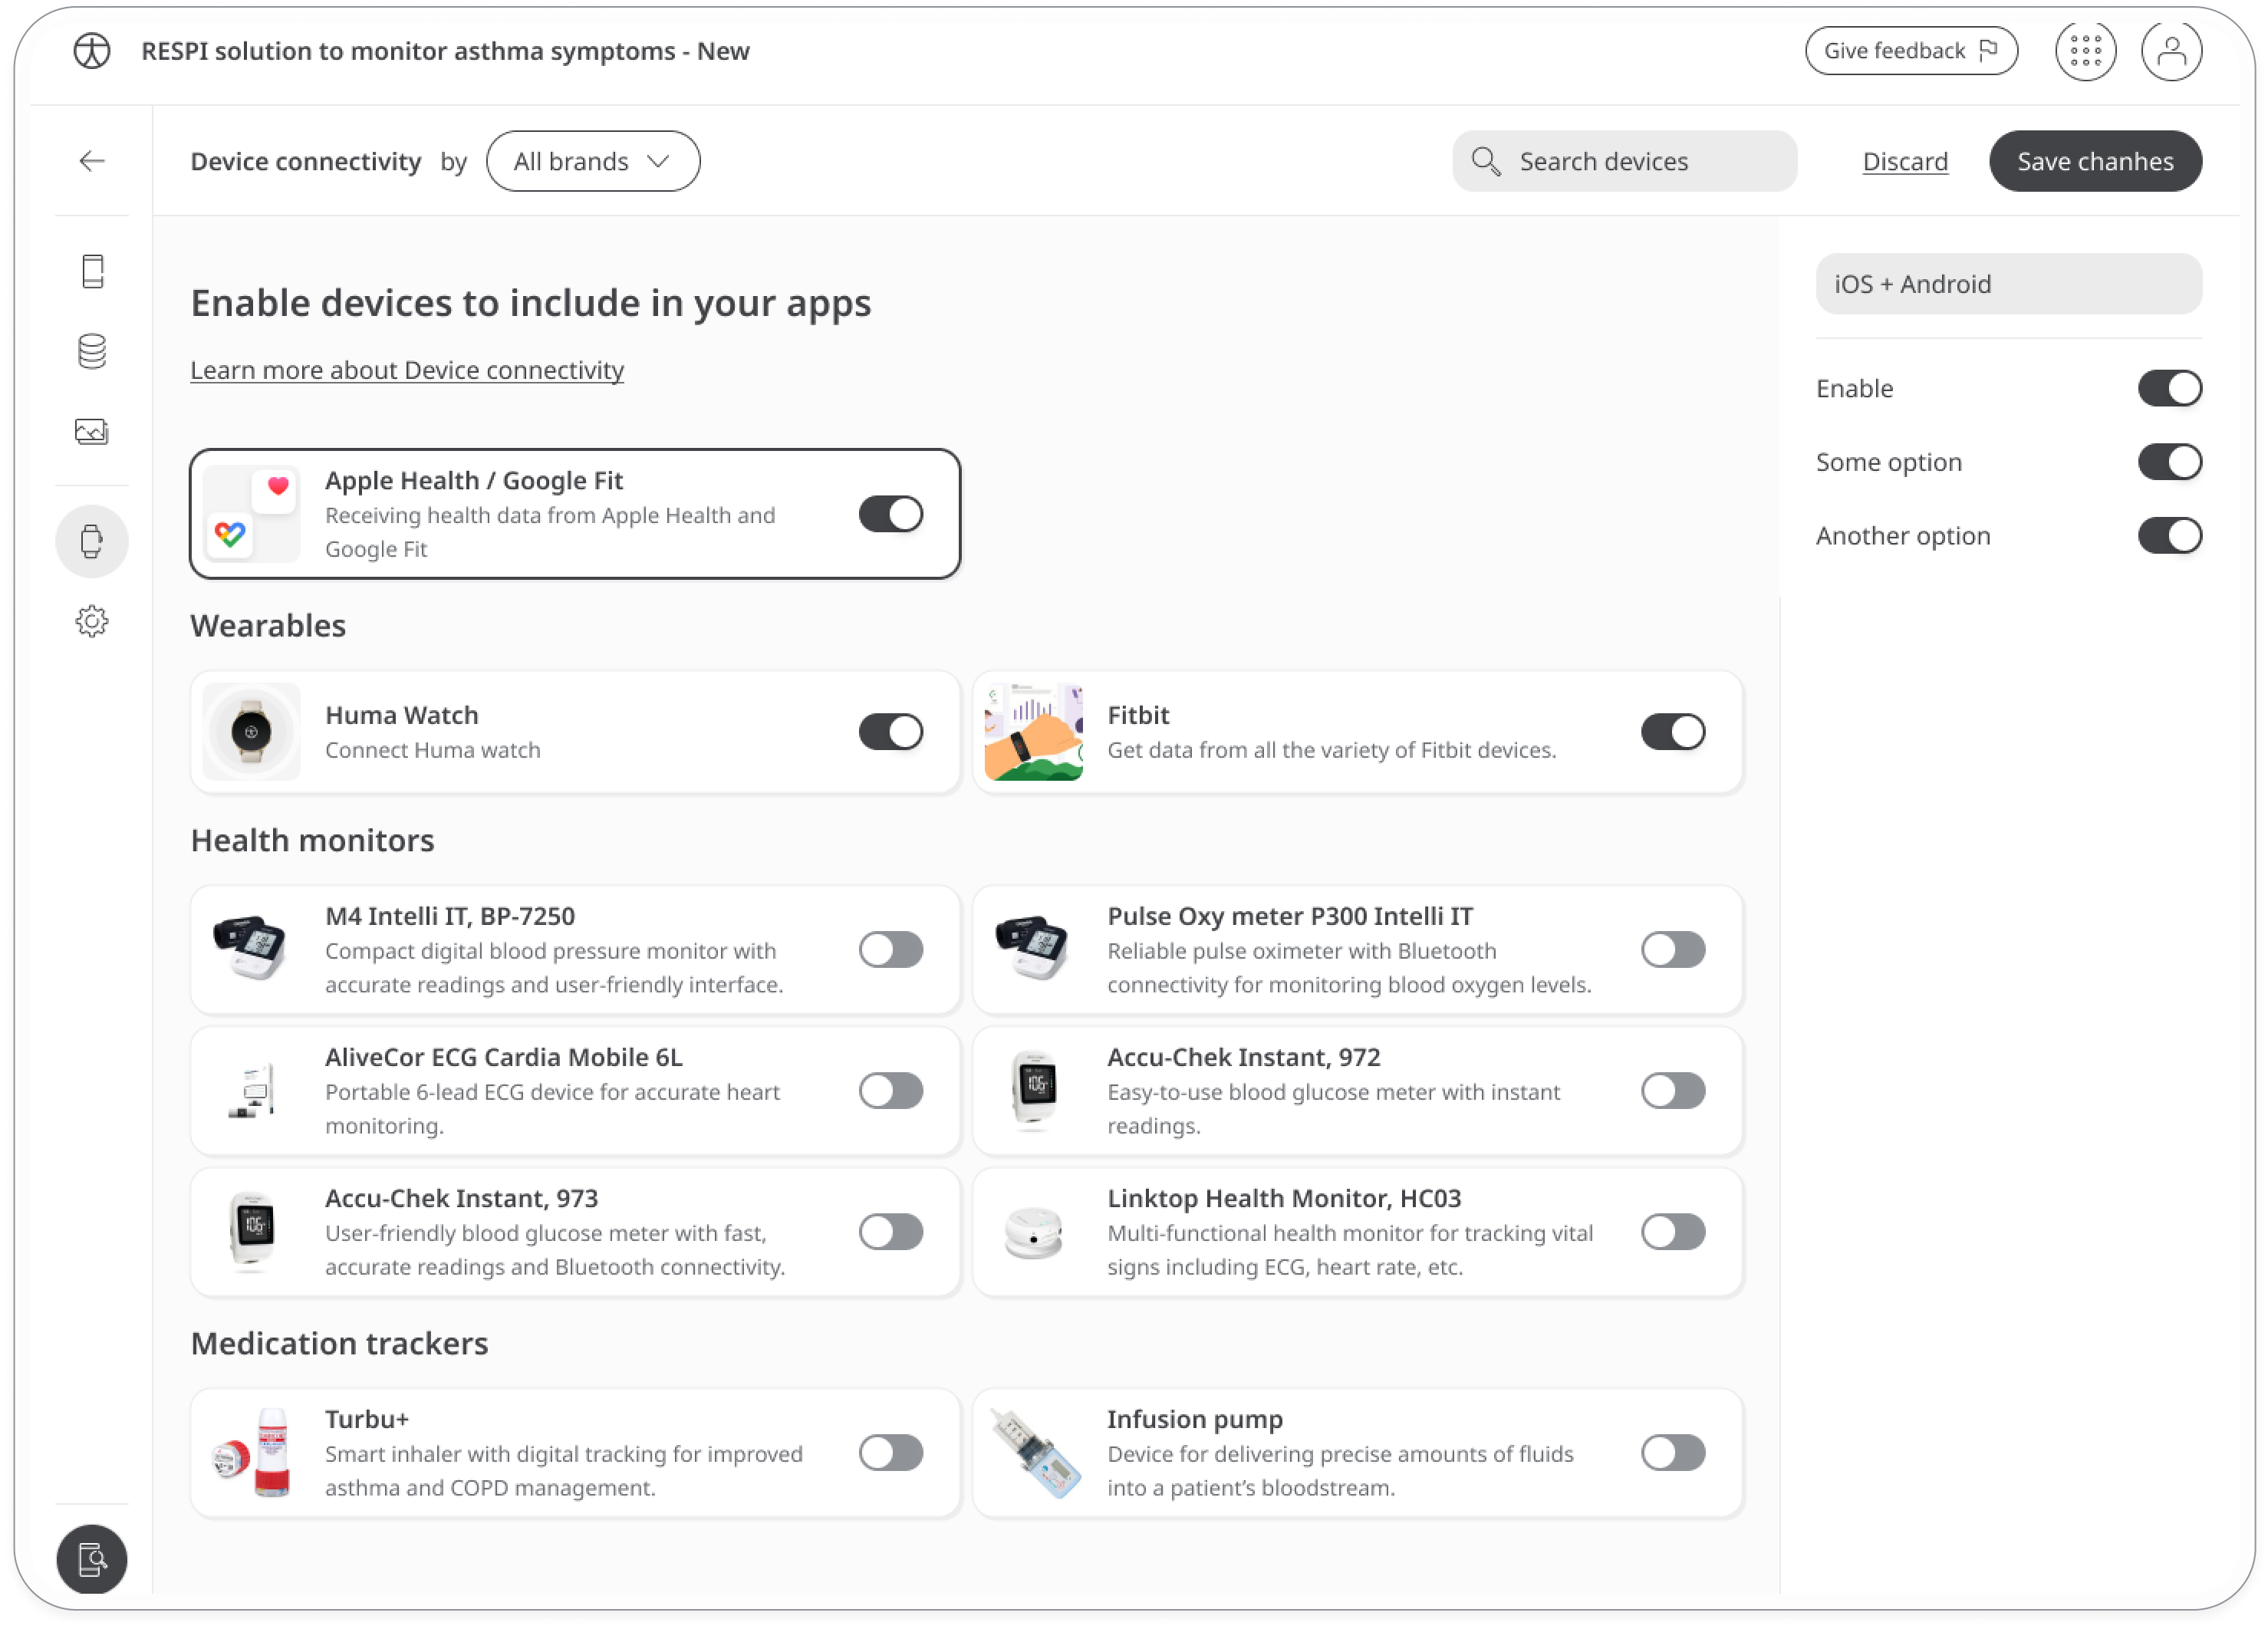 RESPI solution to monitor asthma symptoms - New
Give feedback
Device connectivity by All brands
Search devices
Discard
Save chanhes
Enable devices to include in your apps
Learn more about Device connectivity
iOS + Android
Enable
Some option
Another option
Apple Health / Google Fit
Receiving health data from Apple Health and
Google Fit
Wearables
Huma Watch
Connect Huma watch
Fitbit
Get data from all the variety of Fitbit devices.
Health monitors
M4 Intelli IT, BP-7250
Compact digital blood pressure monitor with
accurate readings and user-friendly interface.
Pulse Oxy meter P300 Intelli IT
Reliable pulse oximeter with Bluetooth
connectivity for monitoring blood oxygen levels.
AliveCor ECG Cardia Mobile 6L
Portable 6-lead ECG device for accurate heart
monitoring.
Accu-Chek Instant, 972
Easy-to-use blood glucose meter with instant
readings.
Accu-Chek Instant, 973
User-friendly blood glucose meter with fast,
accurate readings and Bluetooth connectivity.
Linktop Health Monitor, HC03
Multi-functional health monitor for tracking vital
signs including ECG, heart rate, etc.
Medication trackers
Turbu+
Smart inhaler with digital tracking for improved
asthma and COPD management.
Infusion pump
Device for delivering precise amounts of fluids
into a patient’s bloodstream.